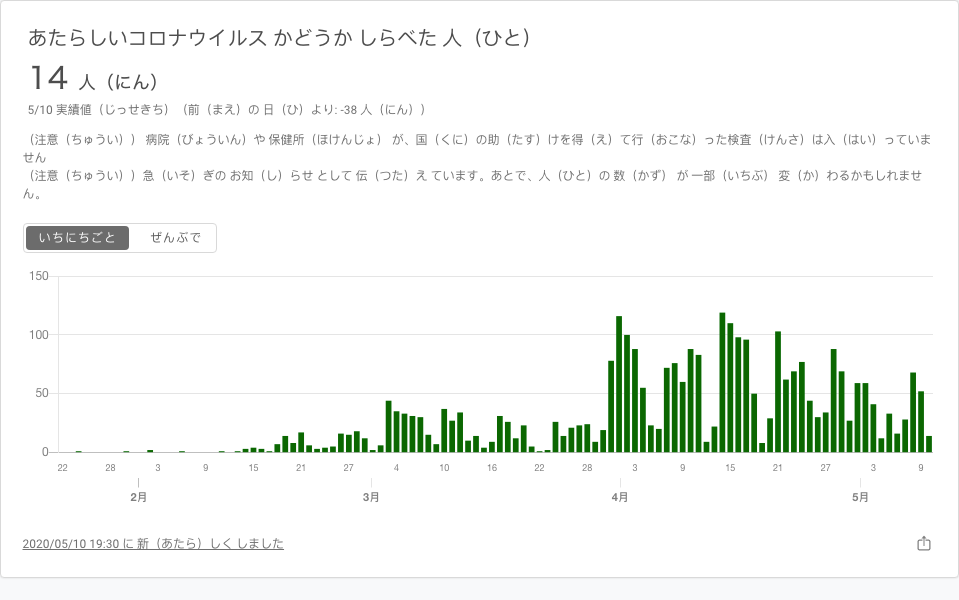 あたらしいコロナウイルス かどうか しらべた 人（ひと）
14 人（にん）
5/10 実績値（じっせきち）（前（まえ）の 日（ひ）より: -38 人（にん））
（注意（ちゅうい）） 病院（びょういん）や 保健所（ほけんじょ） が、国（くに）の助（たす）けを得（え）て行（おこな）った検査（けんさ）は入（はい）っていま
せん
（注意（ちゅうい））急（いそ）ぎの お知（し）らせ として 伝（つた）え ています。あとで、人（ひと）の 数（かず） が 一部（いちぶ） 変（か）わるかもしれませ
ん。
いちにちごと ぜんぶで
150
100
50
0
22 28 3 9 15 21 27 4 10 16 22 28 3 9 15 21 27 3 9
2月 3月 4月 5月
2020/05/10 19:30 に 新（あたら）しく しました